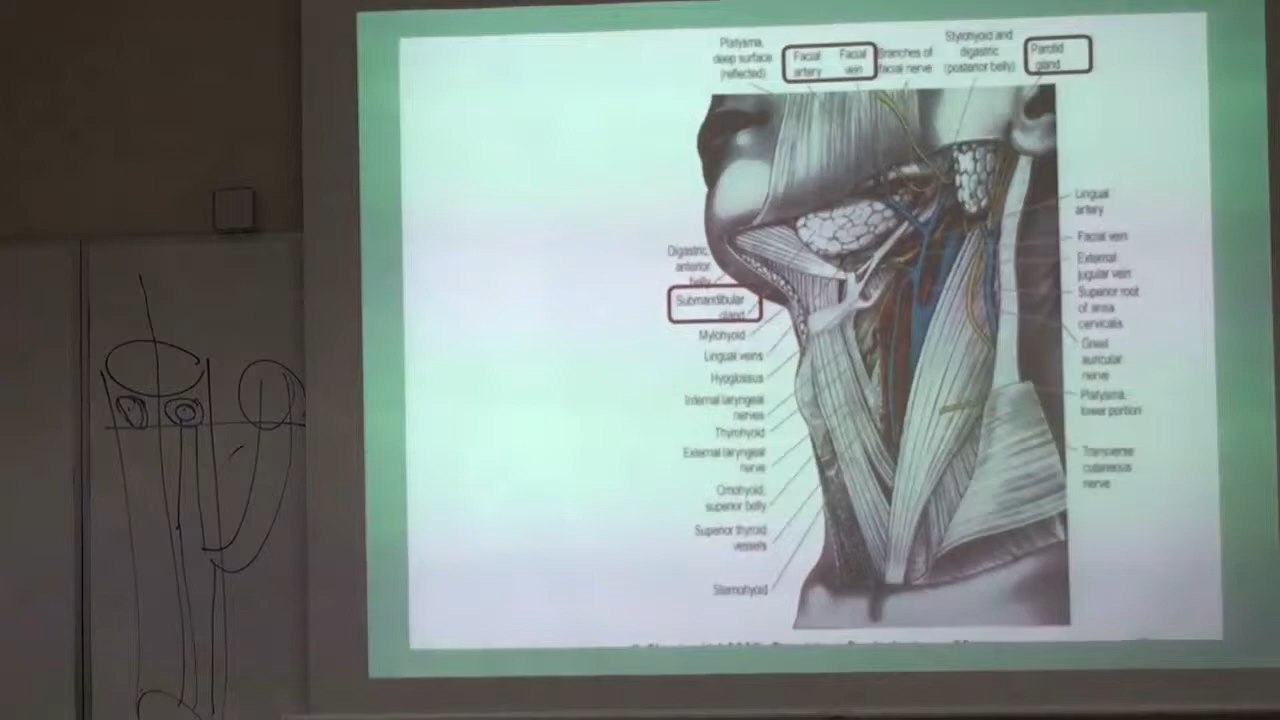 Platysma,
deep surface
(reflected)
Facial
artery
Facial
vein
Branches of
facial nerve
Stylohyoid and
digastric
(posterior belly)
Parotid
gland
Digastric,
anterior
belly
Submandibular
gland
Mylohyoid
Lingual veins
Hyoglossus
Internal laryngeal
nerves
Thyrohyoid
External laryngeal
nerve
Omohyoid,
superior belly
Superior thyroid
vessels
Sternohyoid
Lingual
artery
Facial vein
External
jugular vein
Superior root
of ansa
cervicalis
Great
auricular
nerve
Platysma,
lower portion
Transverse
cutaneous
nerve